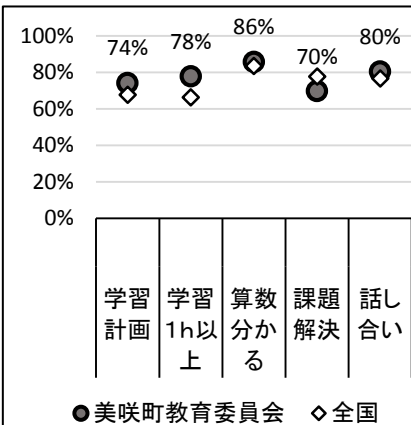 100%
80%
60%
40%
20%
0%
74%
78%
86%
70%
80%
学習
計画
学習
1h以
上
算数
分か
る
課題
解決
話し
合い
●美咲町教育委員会 ◇全国